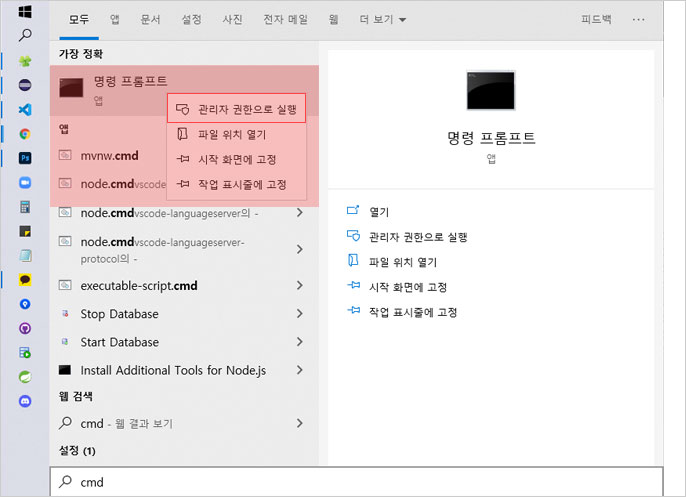 모두 앱 문서 설정 사진 전자 메일 웹 더 보기 피드백 ...
가장 정확
명령 프롬프트
앱
관리자 권한으로 실행
파일 위치 열기
시작 화면에 고정
작업 표시줄에 고정
앱
mvnw.cmd
node.cmdvscode-
node.cmdvscode-languageserver의 -
node.cmdvscode-languageserver-
protocol의 -
executable-script.cmd
Stop Database
Start Database
Install Additional Tools for Node.js
웹 검색
cmd - 웹 결과 보기
설정 (1)
cmd
명령 프롬프트
앱
열기
관리자 권한으로 실행
파일 위치 열기
시작 화면에 고정
작업 표시줄에 고정